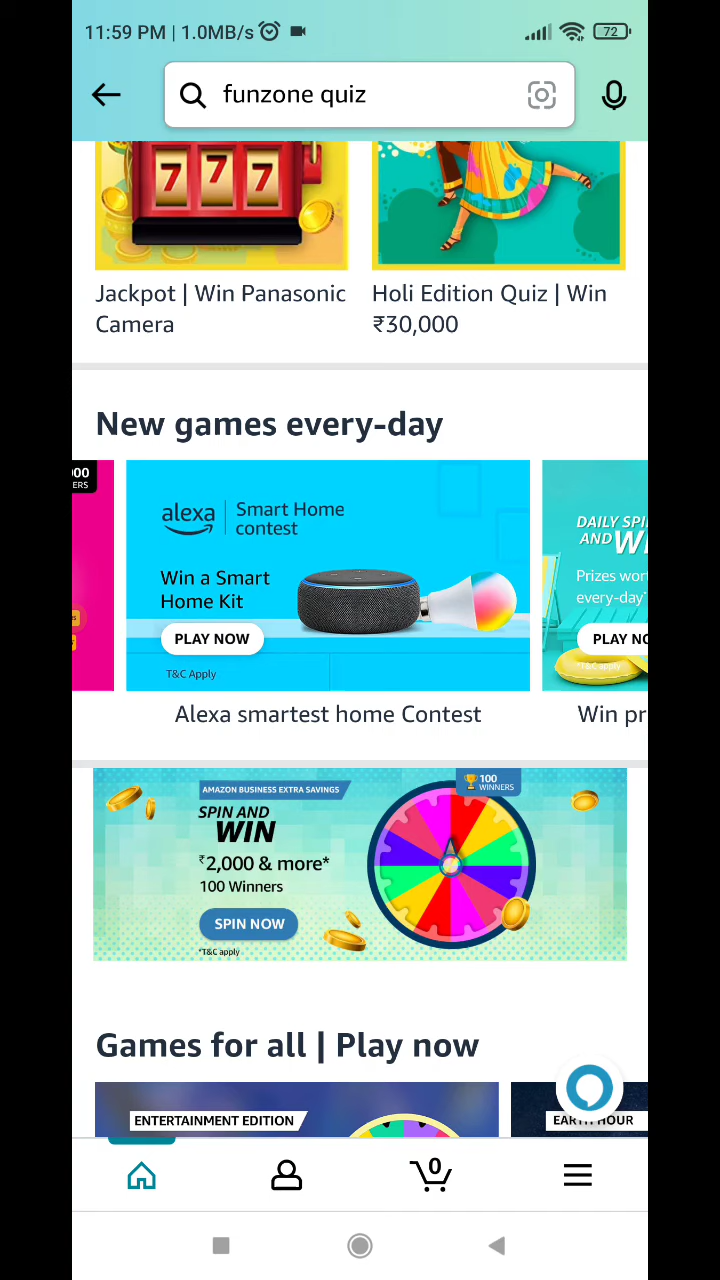 11:59 PM | 1.0MB/s
72
funzone quiz
7 7 7
Jackpot | Win Panasonic
Camera
Holi Edition Quiz | Win
₹30,000
New games every-day
000
ERS
alexa | Smart Home
contest
Win a Smart
Home Kit
PLAY NOW
T&C Apply
Alexa smartest home Contest
DAILY SPI
AND WI
Prizes wor
every-day*
PLAY NO
*T&C apply
Win pr
AMAZON BUSINESS EXTRA SAVINGS
100
WINNERS
SPIN AND
WIN
₹2,000 & more*
100 Winners
SPIN NOW
*T&C apply
Games for all | Play now
ENTERTAINMENT EDITION
EARTH HOUR
0